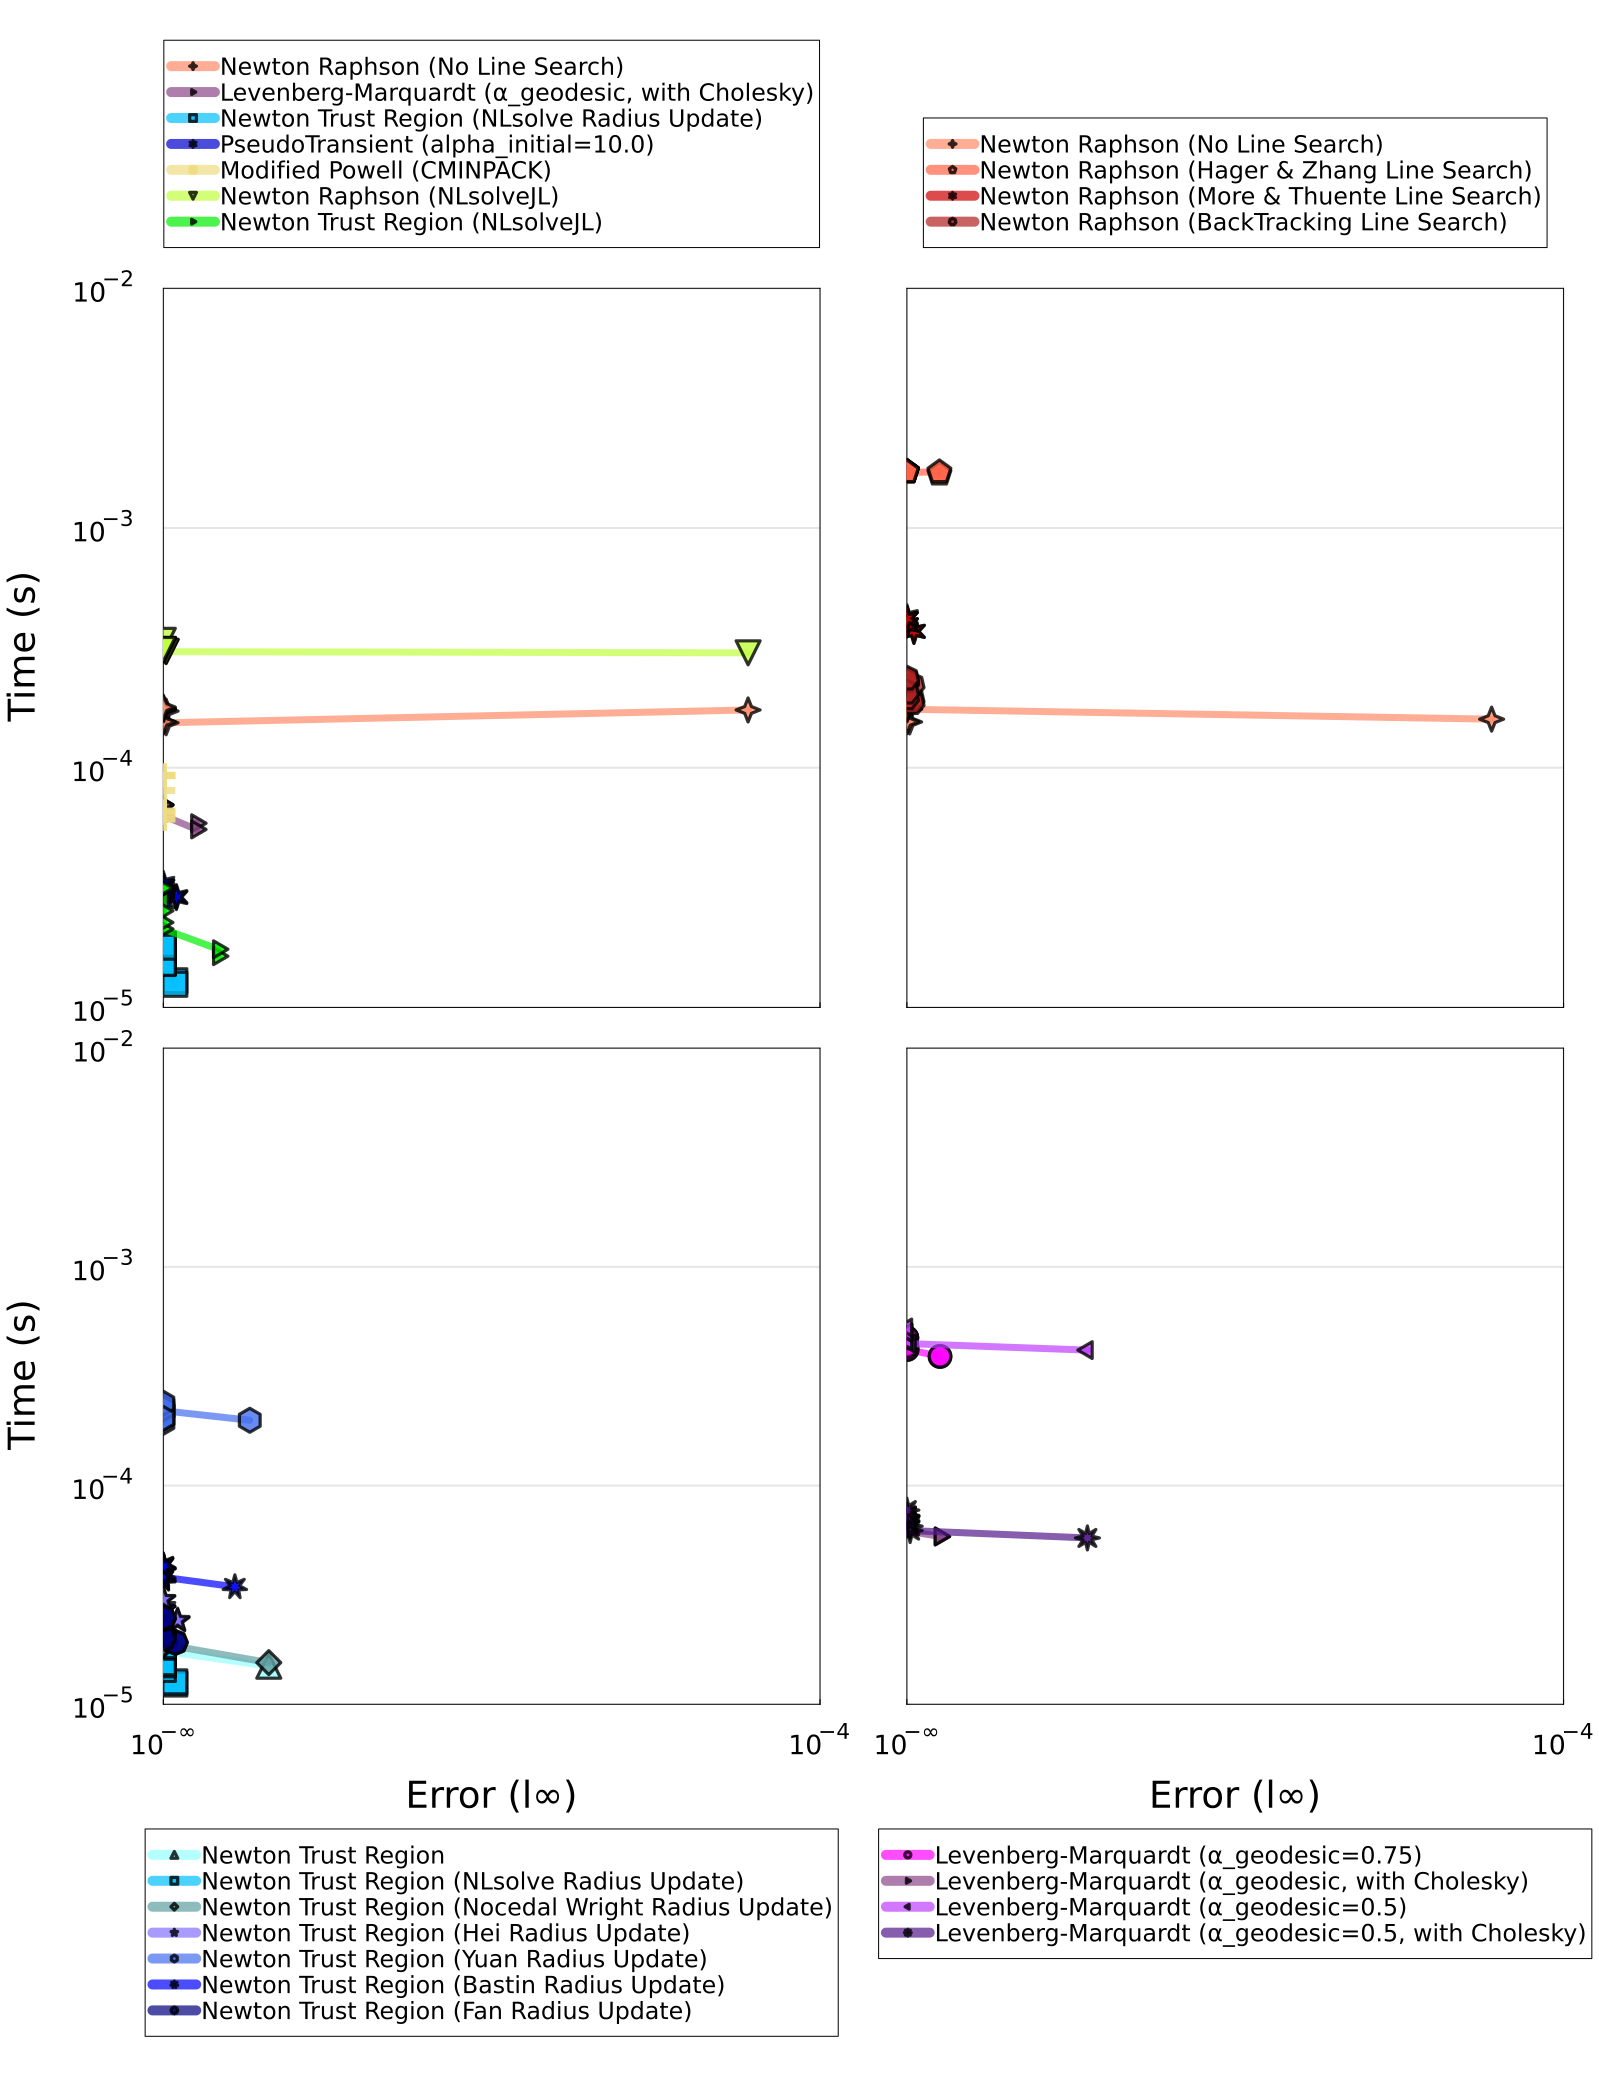 Newton Raphson (No Line Search)
Levenberg-Marquardt (α_geodesic, with Cholesky)
Newton Trust Region (NLsolve Radius Update)
PseudoTransient (alpha_initial=10.0)
Modified Powell (CMINPACK)
Newton Raphson (NLsolveJL)
Newton Trust Region (NLsolveJL)
Newton Raphson (No Line Search)
Newton Raphson (Hager & Zhang Line Search)
Newton Raphson (More & Thuente Line Search)
Newton Raphson (BackTracking Line Search)
10⁻²
10⁻³
10⁻⁴
10⁻⁵
Time (s)
10⁻²
10⁻³
10⁻⁴
10⁻⁵
Time (s)
10^−∞
10⁻⁴
10^−∞
10⁻⁴
Error (l∞)
Error (l∞)
Newton Trust Region
Newton Trust Region (NLsolve Radius Update)
Newton Trust Region (Nocedal Wright Radius Update)
Newton Trust Region (Hei Radius Update)
Newton Trust Region (Yuan Radius Update)
Newton Trust Region (Bastin Radius Update)
Newton Trust Region (Fan Radius Update)
Levenberg-Marquardt (α_geodesic=0.75)
Levenberg-Marquardt (α_geodesic, with Cholesky)
Levenberg-Marquardt (α_geodesic=0.5)
Levenberg-Marquardt (α_geodesic=0.5, with Cholesky)